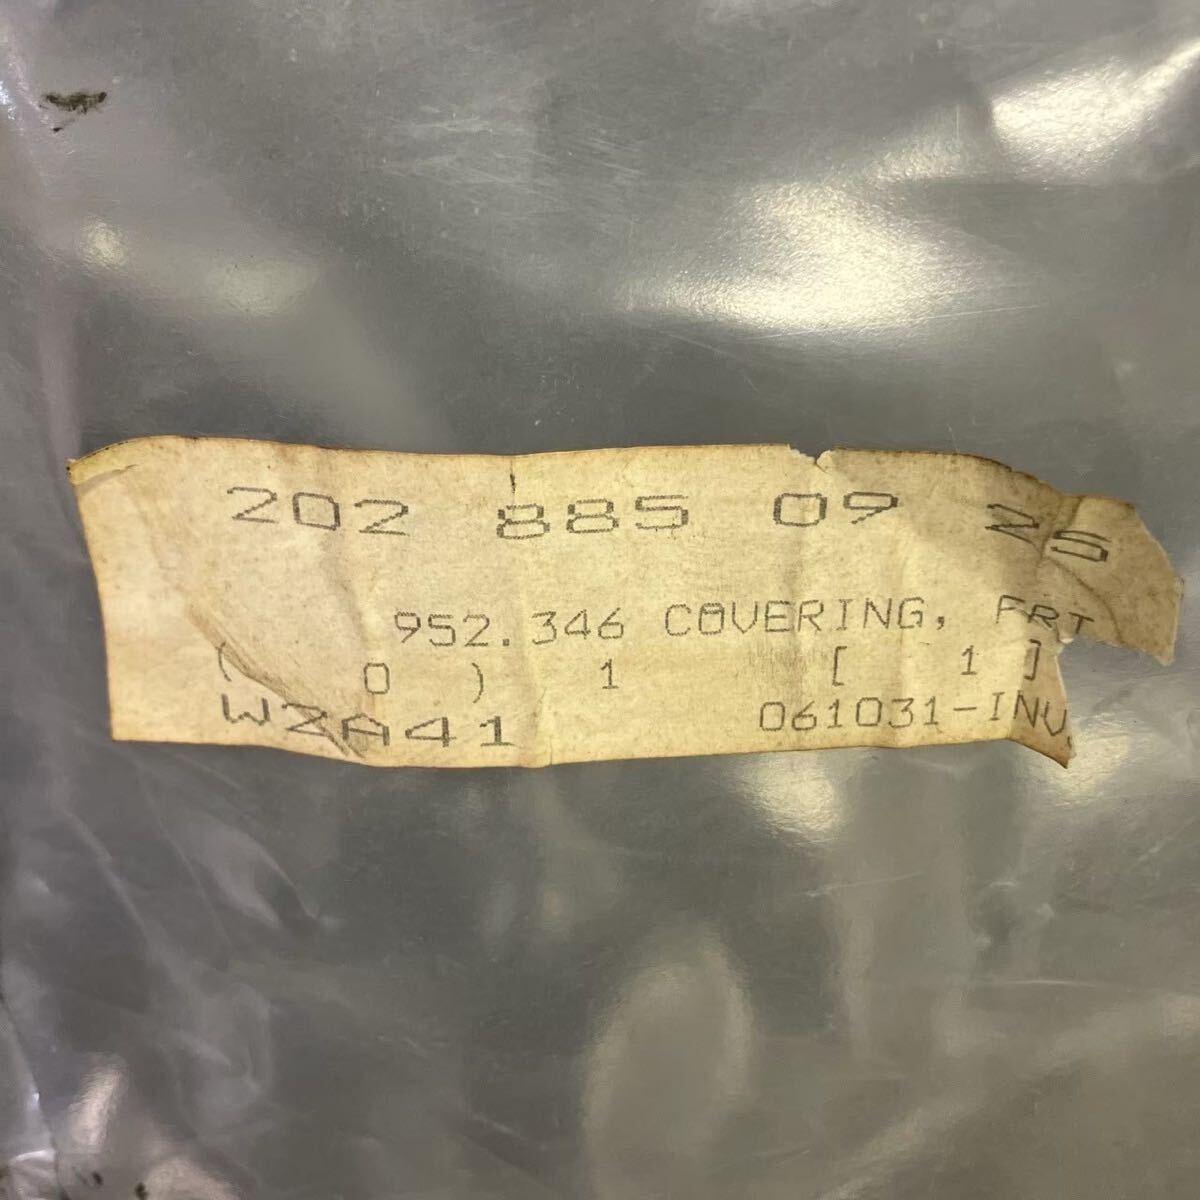 202 885 09 25
952.346 COVERING, FRT
( 0 ) 1 [ 1 ]
WZA41 061031-INV